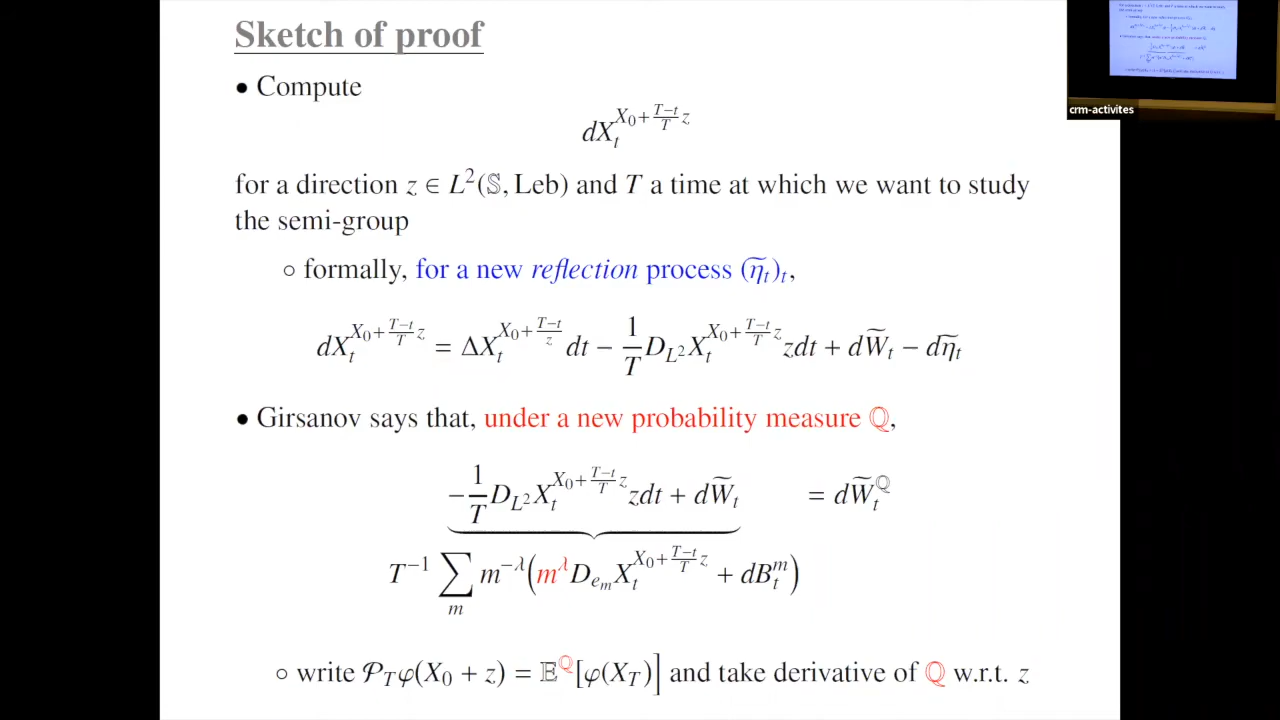 Sketch of proof
• Compute
dX_t^{X_0+\frac{T-t}{T}z}
for a direction z ∈ L²(𝕊, Leb) and T a time at which we want to study
the semi-group
○ formally, for a new reflection process (η̃_t)_t,
dX_t^{X_0+\frac{T-t}{T}z} = ΔX_t^{X_0+\frac{T-t}{z}} dt − \frac{1}{T} D_{L^2} X_t^{X_0+\frac{T-t}{T}z} zdt + dW̃_t − dη̃_t
• Girsanov says that, under a new probability measure ℚ,
−\frac{1}{T} D_{L^2} X_t^{X_0+\frac{T-t}{T}z} zdt + dW̃_t = dW̃_t^ℚ
T^{-1} \sum_m m^{-λ}(m^λ D_{e_m} X_t^{X_0+\frac{T-t}{T}z} + dB_t^m)
○ write 𝒫_T φ(X_0 + z) = 𝔼^ℚ[φ(X_T)] and take derivative of ℚ w.r.t. z
crm-activites